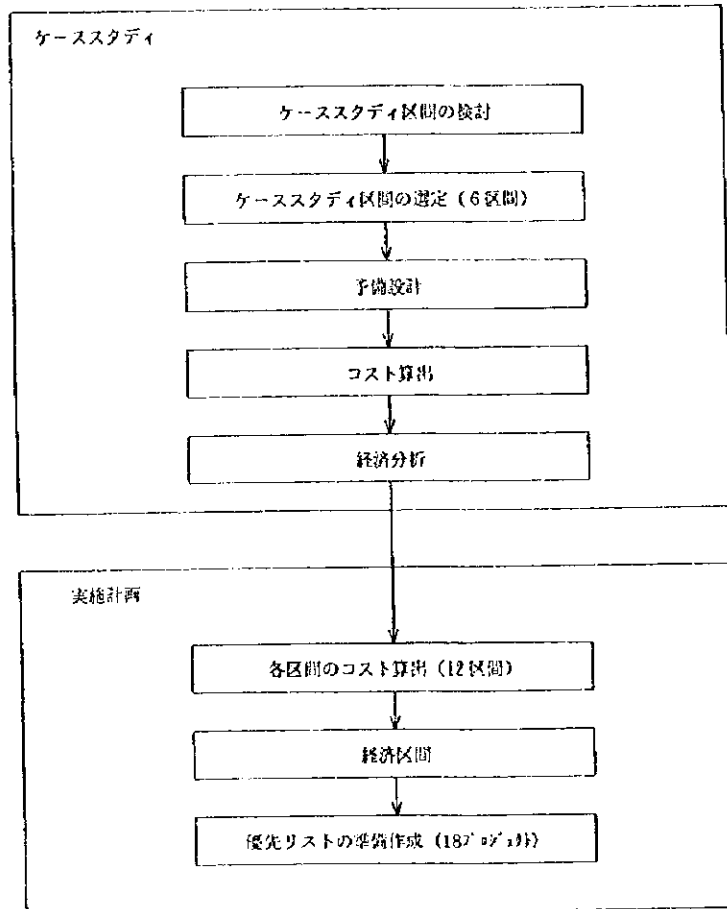 ケーススタディ
ケーススタディ区間の検討
ケーススタディ区間の選定（6区間）
予備設計
コスト算出
経済分析
実施計画
各区間のコスト算出（12区間）
経済区間
優先リストの準備作成（18ﾌﾟﾛｼﾞｪｸﾄ）